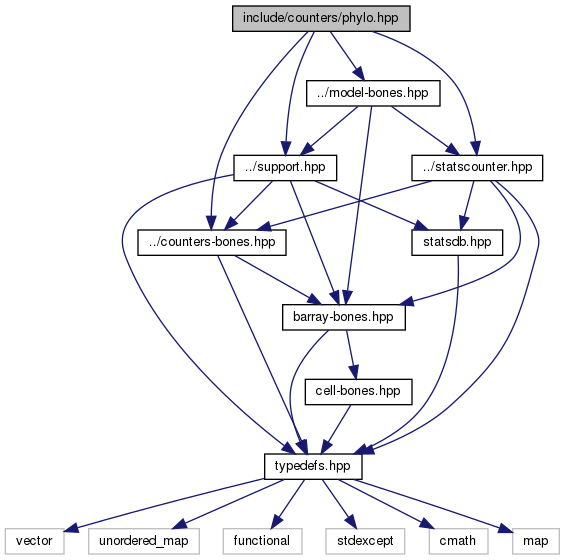 include/counters/phylo.hpp
../model-bones.hpp
../support.hpp
../statscounter.hpp
../counters-bones.hpp
statsdb.hpp
barray-bones.hpp
cell-bones.hpp
typedefs.hpp
vector
unordered_map
functional
stdexcept
cmath
map